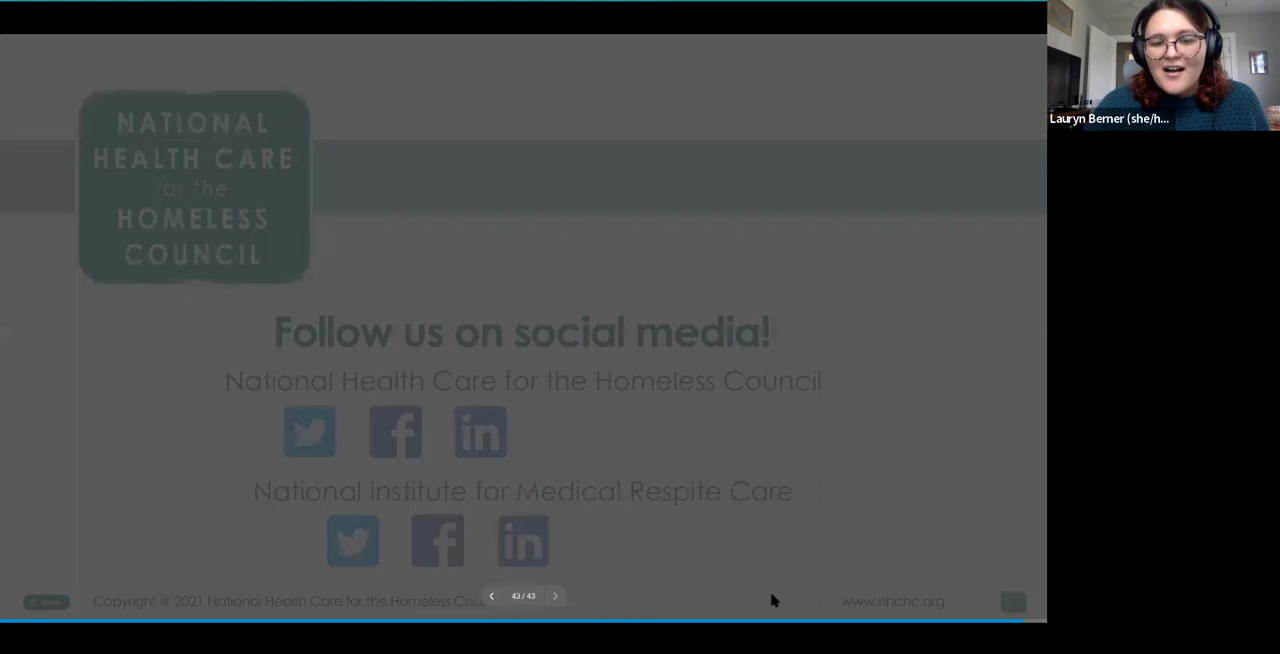 NATIONAL
HEALTH CARE
for the
HOMELESS
COUNCIL
Lauryn Berner (she/h...
Follow us on social media!
National Health Care for the Homeless Council
National Institute for Medical Respite Care
Copyright @ 2021 National Health Care for the Homeless
43 / 43
www.nhchc.org